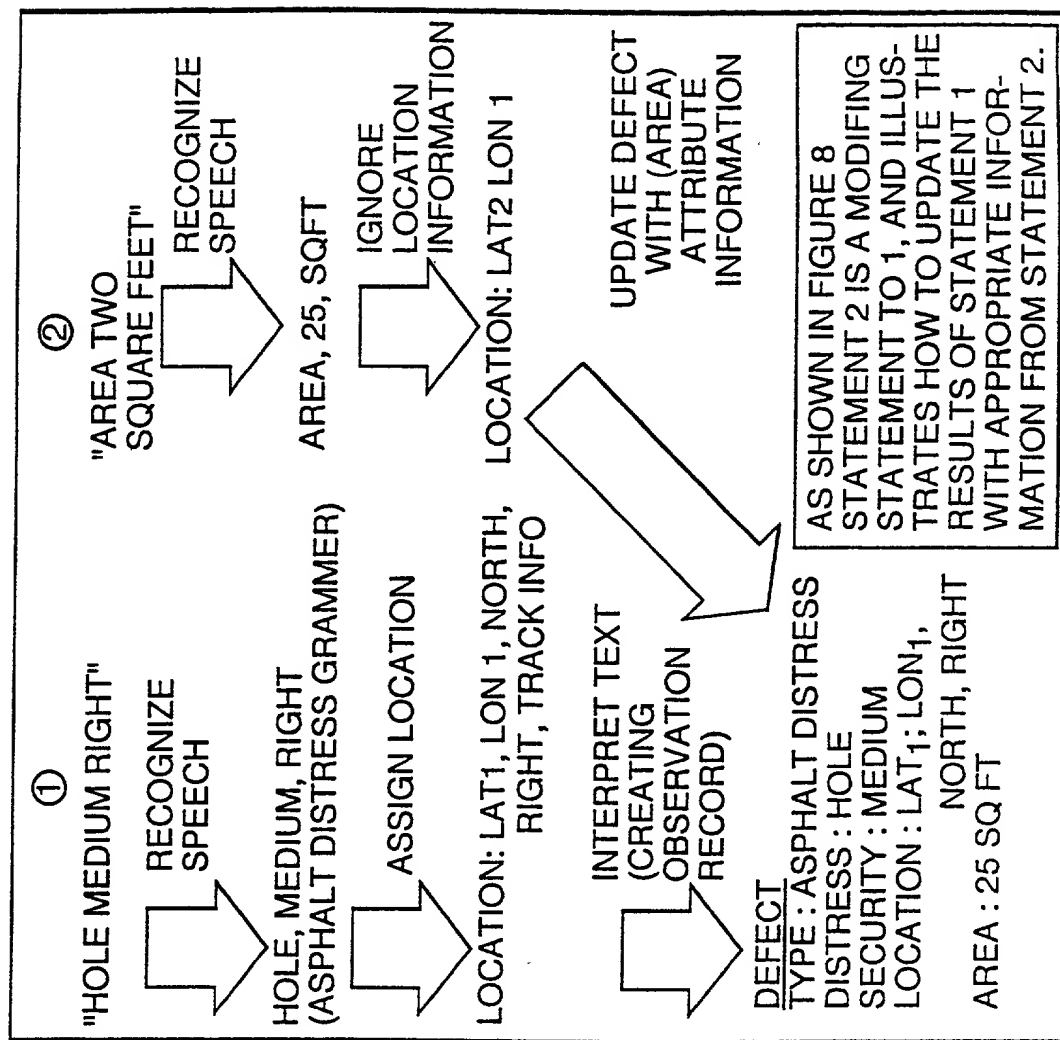 ①
"HOLE MEDIUM RIGHT"
RECOGNIZE
SPEECH
HOLE, MEDIUM, RIGHT
(ASPHALT DISTRESS GRAMMER)
ASSIGN LOCATION
LOCATION: LAT1, LON 1, NORTH,
RIGHT, TRACK INFO
INTERPRET TEXT
(CREATING
OBSERVATION
RECORD)
DEFECT
TYPE : ASPHALT DISTRESS
DISTRESS : HOLE
SECURITY : MEDIUM
LOCATION : LAT1; LON1,
NORTH, RIGHT
AREA : 25 SQ FT
②
"AREA TWO
SQUARE FEET"
RECOGNIZE
SPEECH
AREA, 25, SQFT
IGNORE
LOCATION
INFORMATION
LOCATION: LAT2 LON 1
UPDATE DEFECT
WITH (AREA)
ATTRIBUTE
INFORMATION
AS SHOWN IN FIGURE 8
STATEMENT 2 IS A MODIFING
STATEMENT TO 1, AND ILLUS-
TRATES HOW TO UPDATE THE
RESULTS OF STATEMENT 1
WITH APPROPRIATE INFOR-
MATION FROM STATEMENT 2.